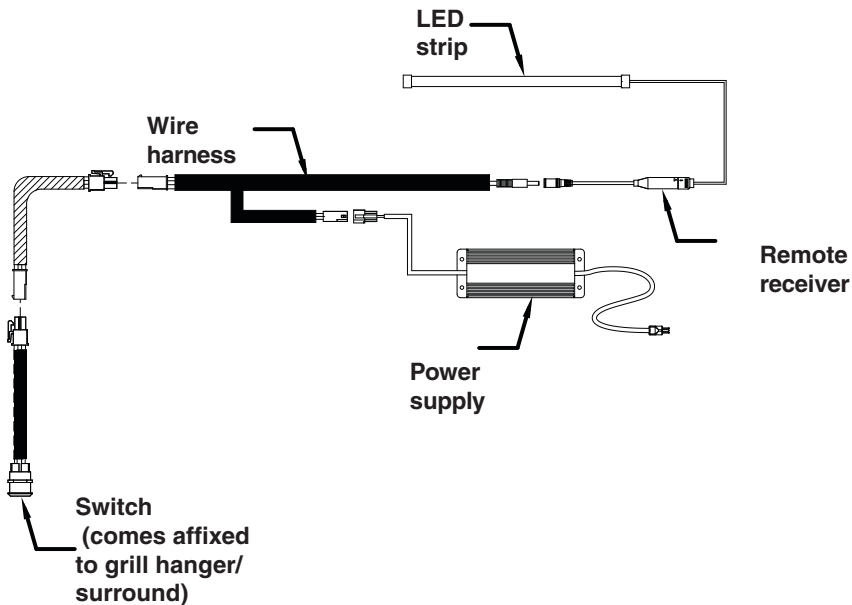 LED
strip
Wire
harness
Remote
receiver
Power
supply
Switch
(comes affixed
to grill hanger/
surround)